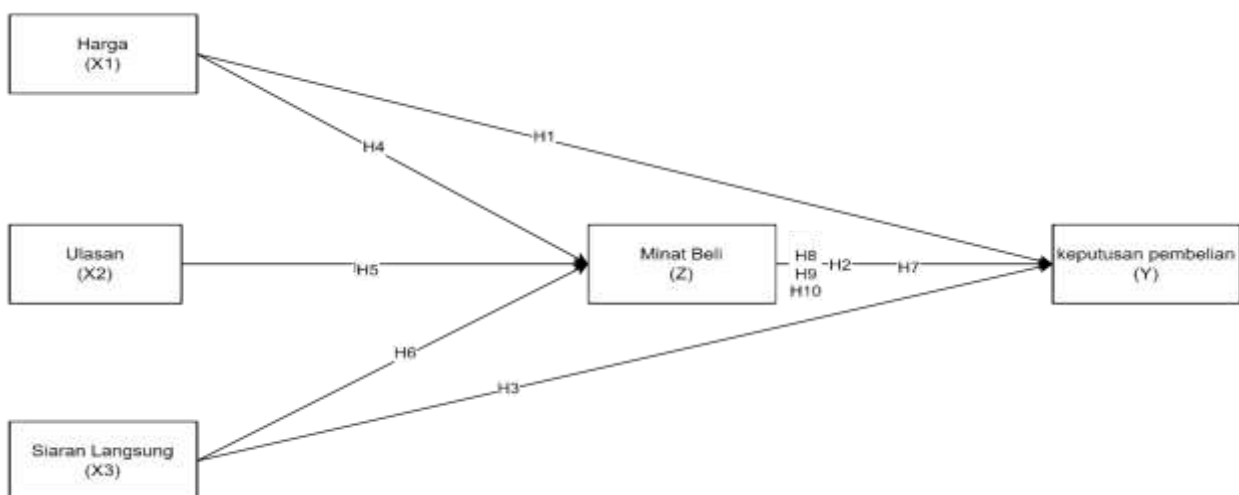 Harga
(X1)
H1
H4
Ulasan
(X2)
H5
Minat Beli
(Z)
H8
H9
H10
H2
H7
keputusan pembelian
(Y)
H6
H3
Siaran Langsung
(X3)